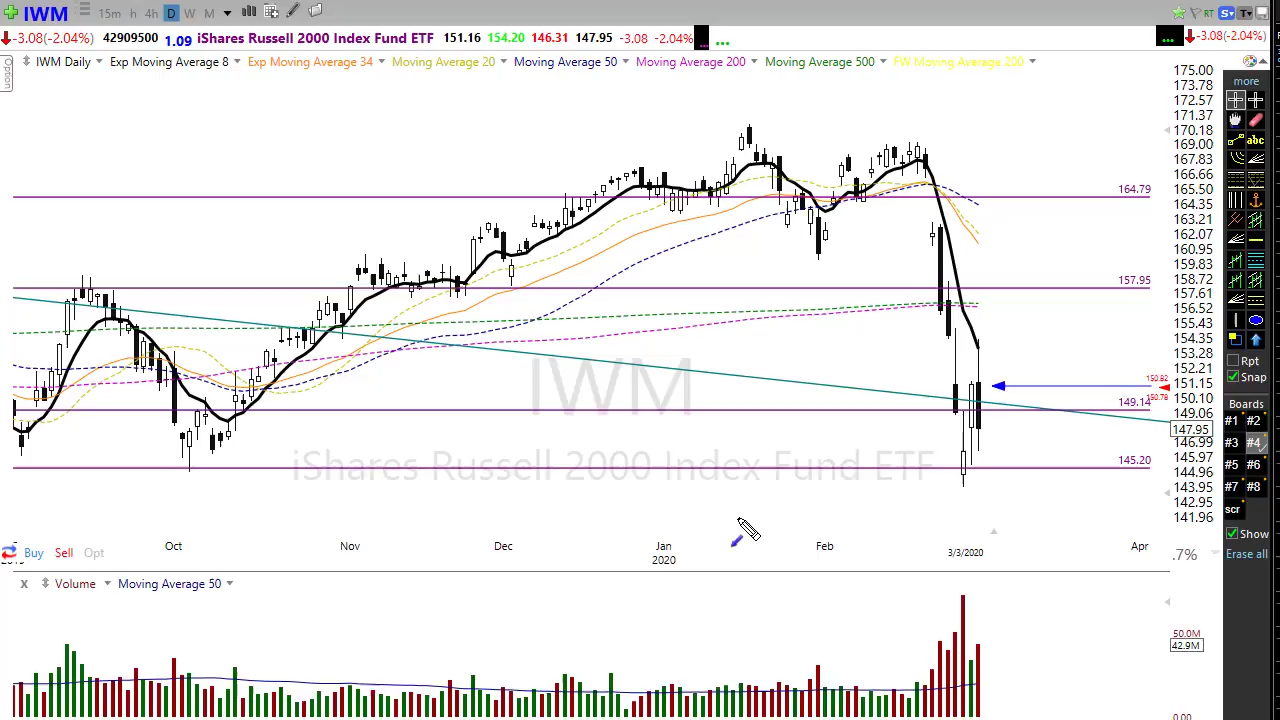 IWM 15m h 4h D W M RT S T
-3.08(-2.04%) 42909500 1.09 iShares Russell 2000 Index Fund ETF 151.16 154.20 146.31 147.95 -3.08 -2.04% ... ... -3.08(-2.04%)
Option
IWM Daily Exp Moving Average 8 Exp Moving Average 34 Moving Average 20 Moving Average 50 Moving Average 200 Moving Average 500 FW Moving Average 200
175.00
173.78
172.57
171.37
170.18
169.00
167.83
166.66
165.50
164.35
163.21
162.07
160.95
159.83
158.72
157.61
156.52
155.43
154.35
153.28
152.21
151.15
150.10
149.06
147.95
146.99
145.97
144.96
143.95
142.95
141.96
164.79
157.95
150.82
150.78
149.14
145.20
IWM
iShares Russell 2000 Index Fund ETF
more
abc
Rpt
Snap
Boards
#1 #2
#3 #4
#5 #6
#7 #8
scr
Show
Erase all
Oct Nov Dec Jan Feb 3/3/2020 Apr
2020
Buy Sell Opt
.7%
x Volume Moving Average 50
50.0M
42.9M
0.00